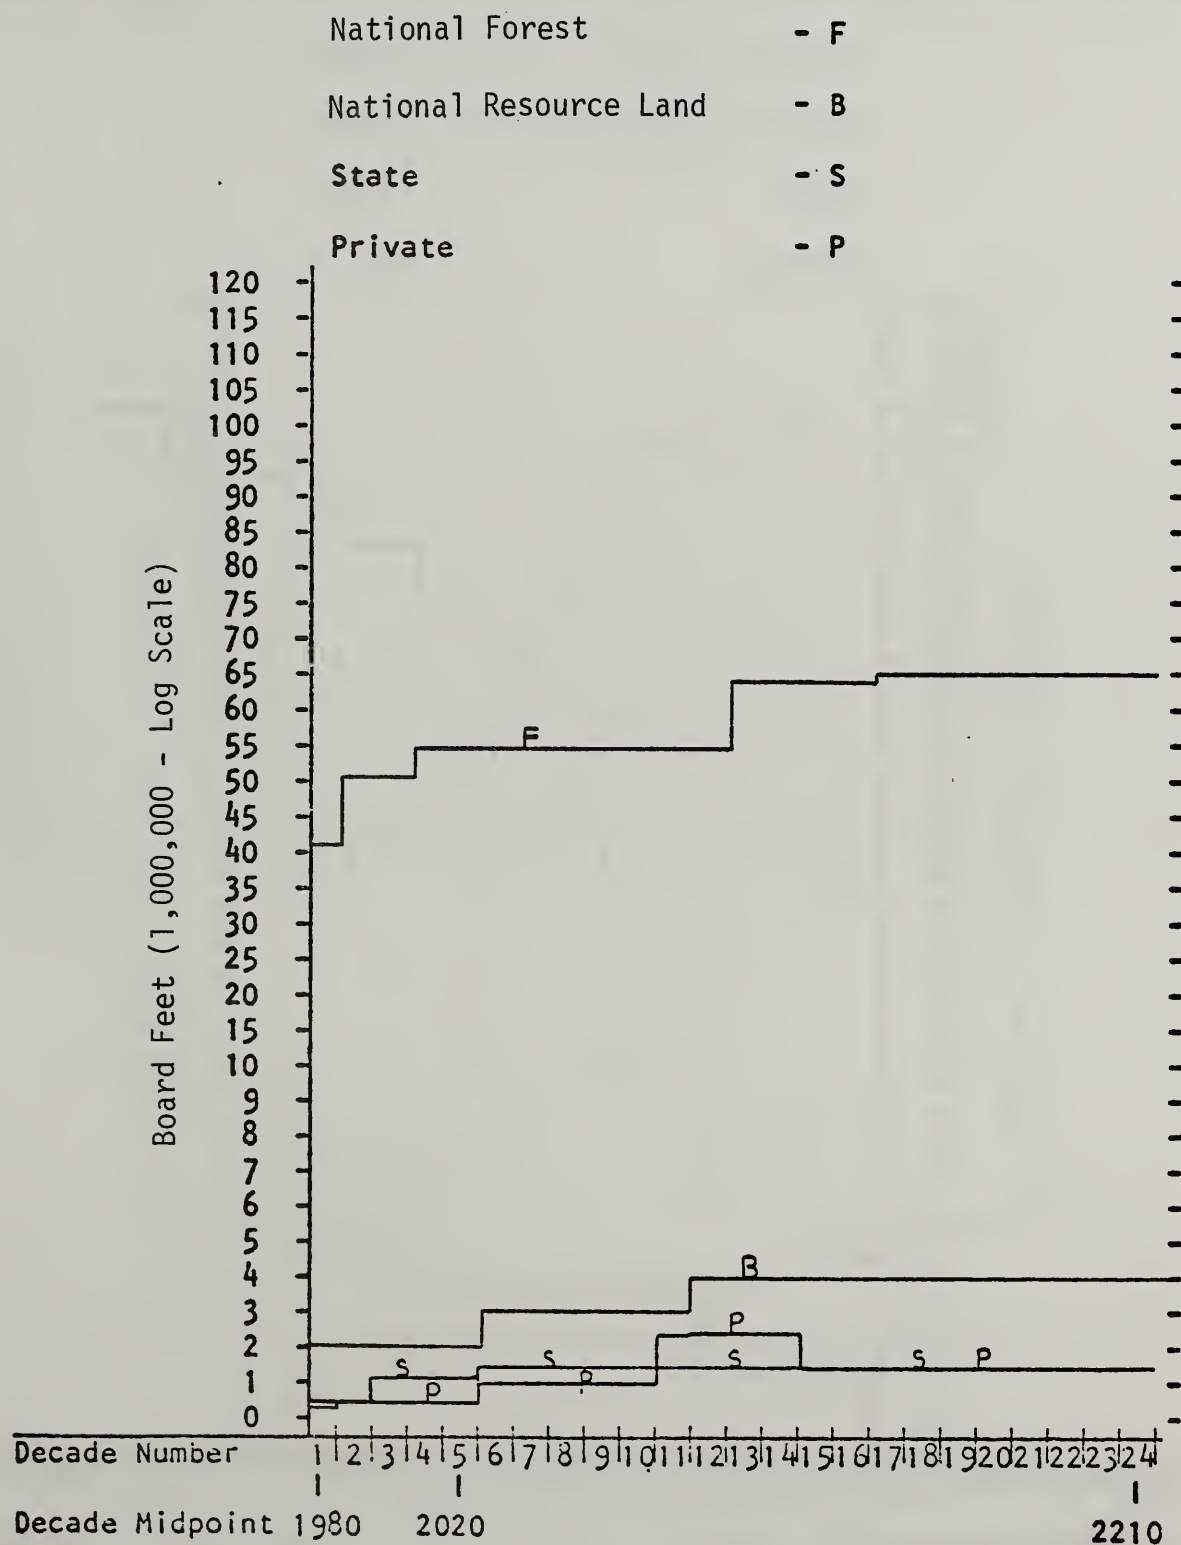 National Forest - F
National Resource Land - B
State - S
Private - P
120
115
110
105
100
95
90
85
80
75
70
65
60
55
50
45
40
35
30
25
20
15
10
9
8
7
6
5
4
3
2
1
0
Board Feet (1,000,000 - Log Scale)
F
B
P
S S S S P
P P
Decade Number 1 2 3 4 5 6 7 8 9 10 11 12 13 14 15 16 17 18 19 20 21 22 23 24
Decade Midpoint 1980 2020 2210